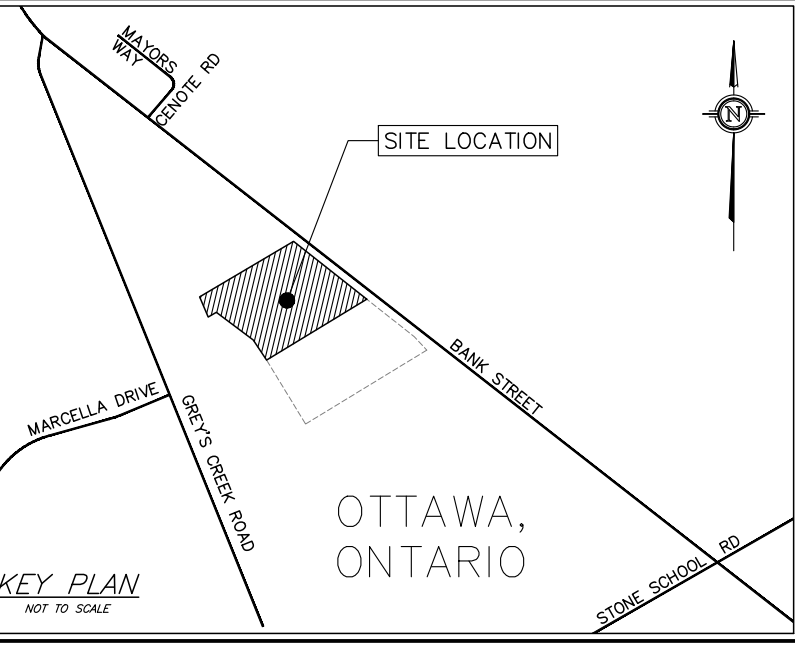 MAYORS
WAY
CENOTE RD
N
SITE LOCATION
BANK STREET
MARCELLA DRIVE
GREY'S CREEK ROAD
OTTAWA,
ONTARIO
STONE SCHOOL RD
KEY PLAN
NOT TO SCALE